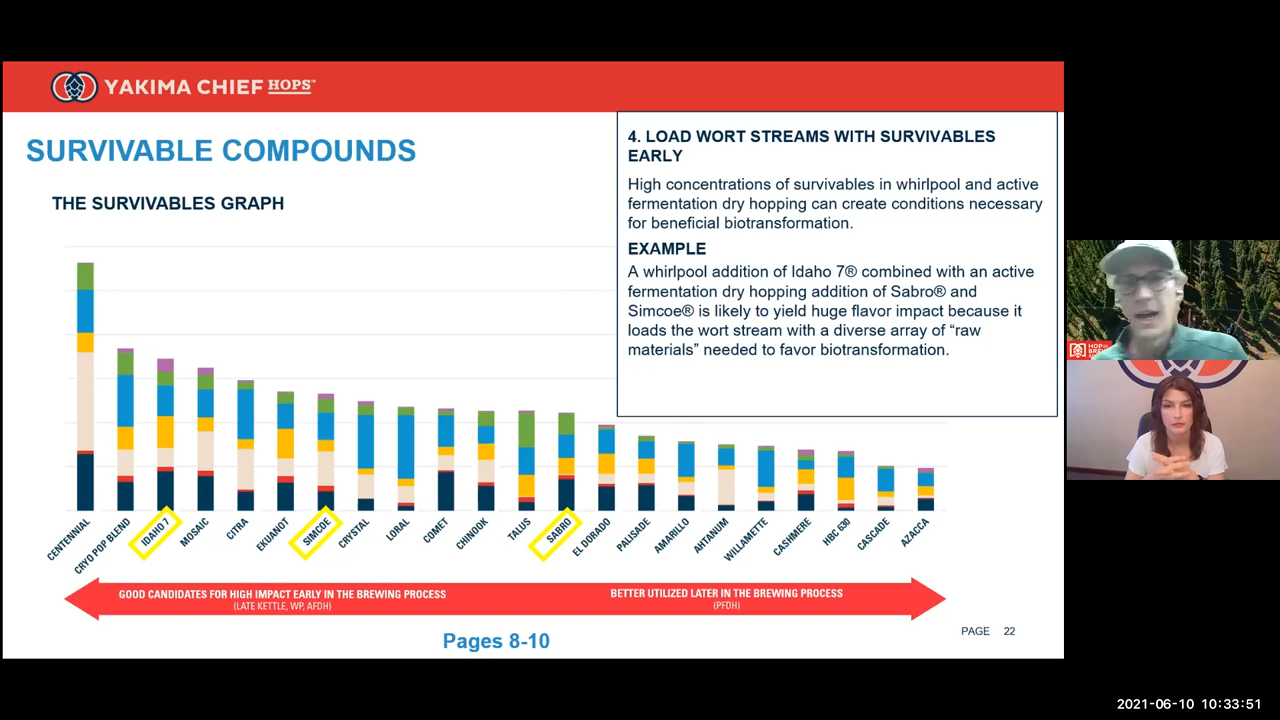 YAKIMA CHIEF HOPS™
SURVIVABLE COMPOUNDS
THE SURVIVABLES GRAPH
4. LOAD WORT STREAMS WITH SURVIVABLES
EARLY
High concentrations of survivables in whirlpool and active
fermentation dry hopping can create conditions necessary
for beneficial biotransformation.
EXAMPLE
A whirlpool addition of Idaho 7® combined with an active
fermentation dry hopping addition of Sabro® and
Simcoe® is likely to yield huge flavor impact because it
loads the wort stream with a diverse array of “raw
materials” needed to favor biotransformation.
CENTENNIAL
CRYO POP BLEND
IDAHO 7
MOSAIC
CITRA
EKUANOT
SIMCOE
CRYSTAL
LORAL
COMET
CHINOOK
TALUS
SABRO
EL DORADO
PALISADE
AMARILLO
AHTANUM
WILLAMETTE
CASHMERE
HBC 630
CASCADE
AZACCA
GOOD CANDIDATES FOR HIGH IMPACT EARLY IN THE BREWING PROCESS
(LATE KETTLE, WP, AFDH)
BETTER UTILIZED LATER IN THE BREWING PROCESS
(PFDH)
Pages 8-10
PAGE 22
HOP
2021-06-10 10:33:51